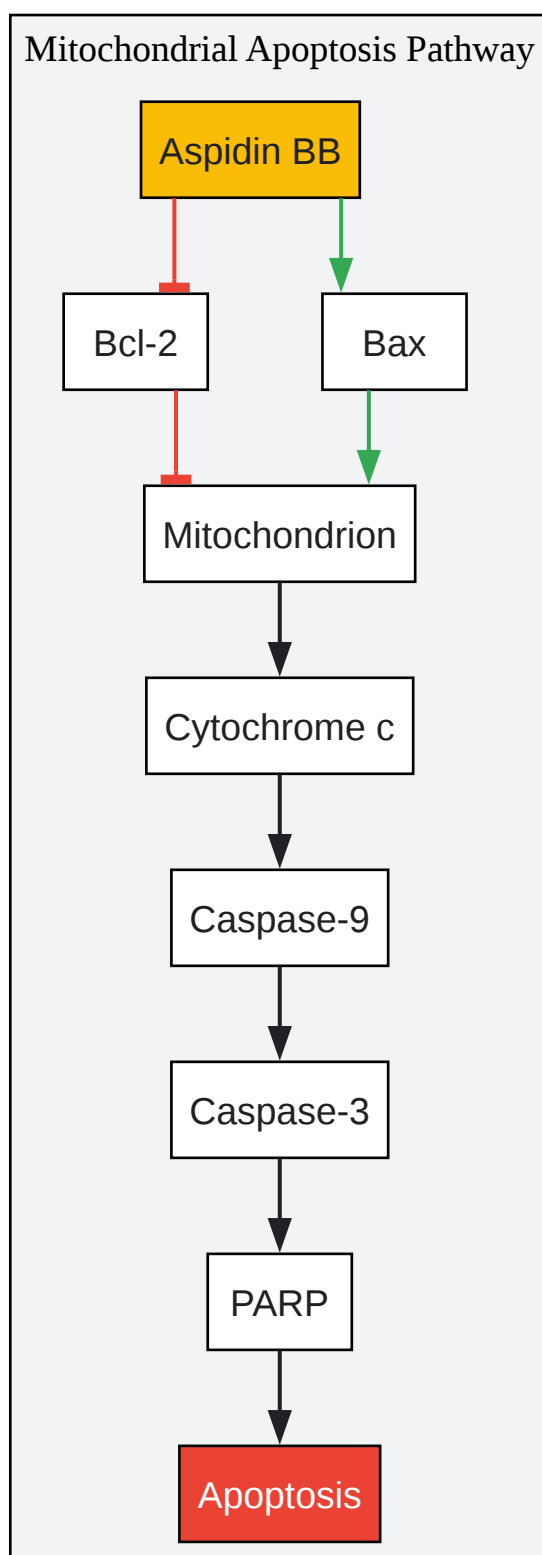 Mitochondrial Apoptosis Pathway
Aspidin BB
Bcl-2
Bax
Mitochondrion
Cytochrome c
Caspase-9
Caspase-3
PARP
Apoptosis